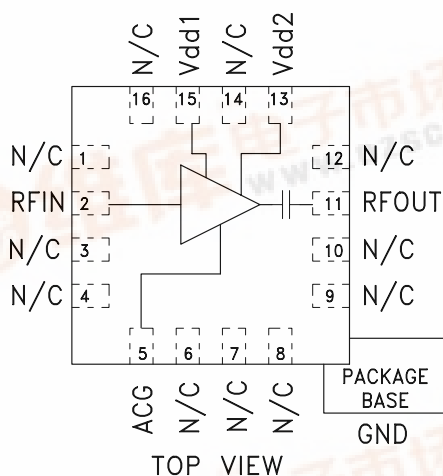 N/C Vdd1 N/C Vdd2
16 15 14 13
N/C 1 12 N/C
RFIN 2 11 RFOUT
N/C 3 10 N/C
N/C 4 9 N/C
5 6 7 8
ACG N/C N/C N/C
PACKAGE
BASE
GND
TOP VIEW